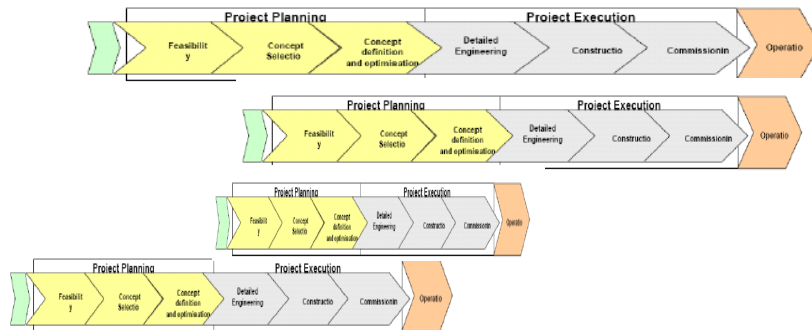 Project Planning Project Execution
Feasibilit
y
Concept
Selectio
Concept
definition
and optimisation
Detailed
Engineering
Constructio
Commissionin
Operatio
Project Planning Project Execution
Feasibilit
y
Concept
Selectio
Concept
definition
and optimisation
Detailed
Engineering
Constructio
Commissionin
Operatio
Project Planning Project Execution
Feasibilit
y
Concept
Selectio
Concept
definition
and optimisation
Detailed
Engineering
Constructio
Commissionin
Operatio
Project Planning Project Execution
Feasibilit
y
Concept
Selectio
Concept
definition
and optimisation
Detailed
Engineering
Constructio
Commissionin
Operatio